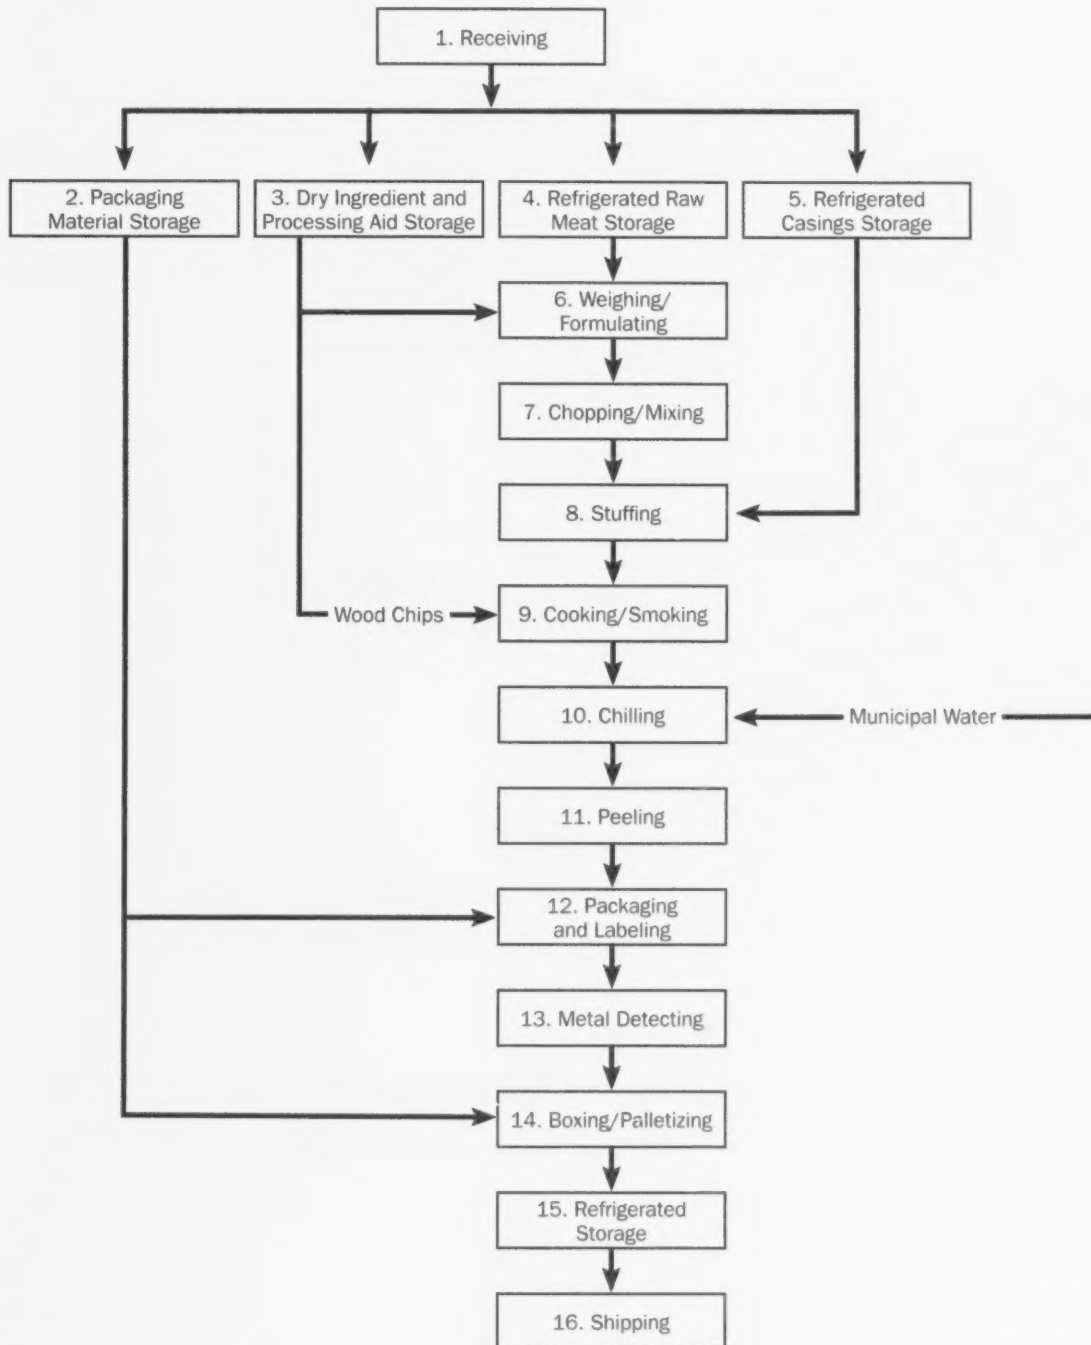 1. Receiving
2. Packaging
Material Storage
3. Dry Ingredient and
Processing Aid Storage
4. Refrigerated Raw
Meat Storage
5. Refrigerated
Casings Storage
6. Weighing/
Formulating
7. Chopping/Mixing
8. Stuffing
Wood Chips
9. Cooking/Smoking
10. Chilling
Municipal Water
11. Peeling
12. Packaging
and Labeling
13. Metal Detecting
14. Boxing/Palletizing
15. Refrigerated
Storage
16. Shipping